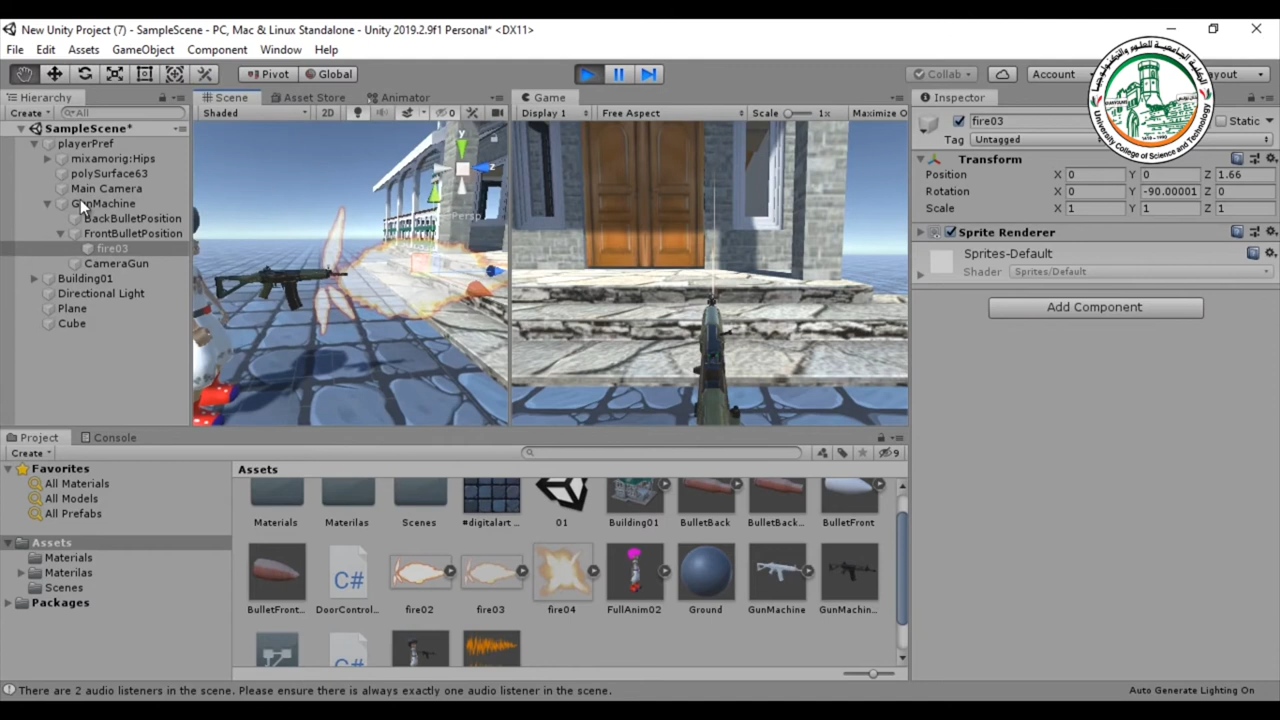 New Unity Project (7) - SampleScene - PC, Mac & Linux Standalone - Unity 2019.2.9f1 Personal* <DX11>
File Edit Assets GameObject Component Window Help
Pivot Global Collab Account
Hierarchy Scene Asset Store Animator Game Inspector
Create All Shaded 2D 0 Display 1 Free Aspect Scale 1x Maximize O
fire03 Static
Tag Untagged
SampleScene*
playerPref
mixamorig:Hips
polySurface63
Main Camera
BackBulletPosition
FrontBulletPosition
fire03
CameraGun
Building01
Directional Light
Plane
Cube
y
z
Transform
Position X 0 Y 0 Z 1.66
Rotation X 0 Y -90.00001 Z 0
Scale X 1 Y 1 Z 1
Sprite Renderer
Sprites-Default
Shader Sprites/Default
Add Component
Project Console
Create 9
Favorites
All Materials
All Models
All Prefabs
Assets
Materials
Materilas
Scenes
Packages
Assets
Materials Materilas Scenes #digitalart ... 01 Building01 BulletBack BulletBack... BulletFront
C#
BulletFront... DoorControl... fire02 fire03 fire04 FullAnim02 Ground GunMachine GunMachin...
C#
There are 2 audio listeners in the scene. Please ensure there is always exactly one audio listener in the scene.
Auto Generate Lighting On
الكلية الجامعية للعلوم والتكنولوجيا
University College of Science and Technology